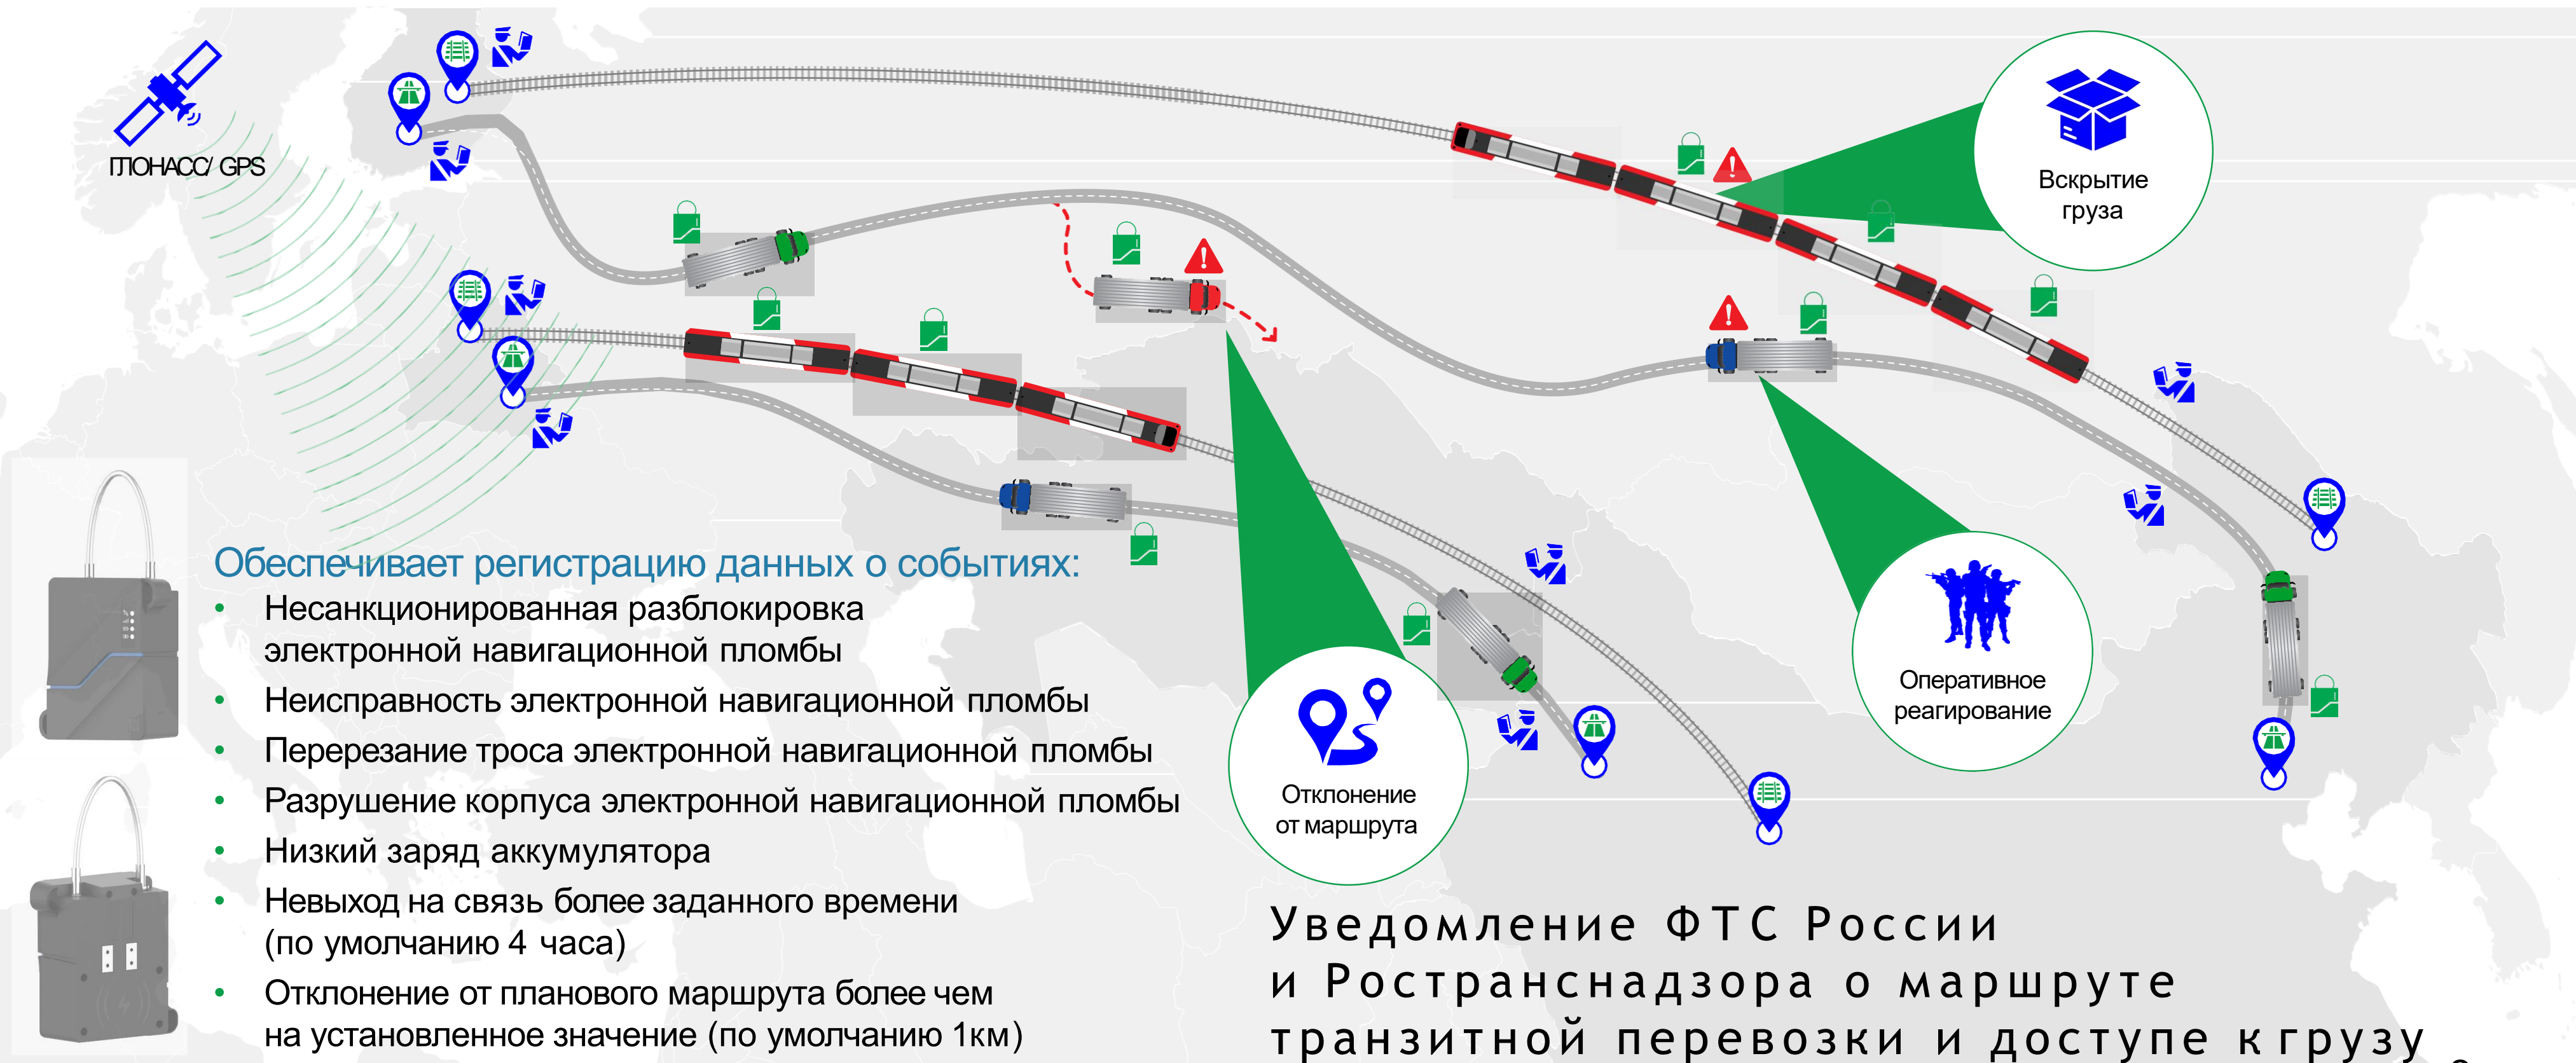 ГЛОНАСС/ GPS
Вскрытие
груза
Обеспечивает регистрацию данных о событиях:
• Несанкционированная разблокировка
электронной навигационной пломбы
• Неисправность электронной навигационной пломбы
• Перерезание троса электронной навигационной пломбы
• Разрушение корпуса электронной навигационной пломбы
• Низкий заряд аккумулятора
• Невыход на связь более заданного времени
(по умолчанию 4 часа)
• Отклонение от планового маршрута более чем
на установленное значение (по умолчанию 1км)
Оперативное
реагирование
Отклонение
от маршрута
Уведомление ФТС России
и Ространснадзора о маршруте
транзитной перевозки и доступе к грузу